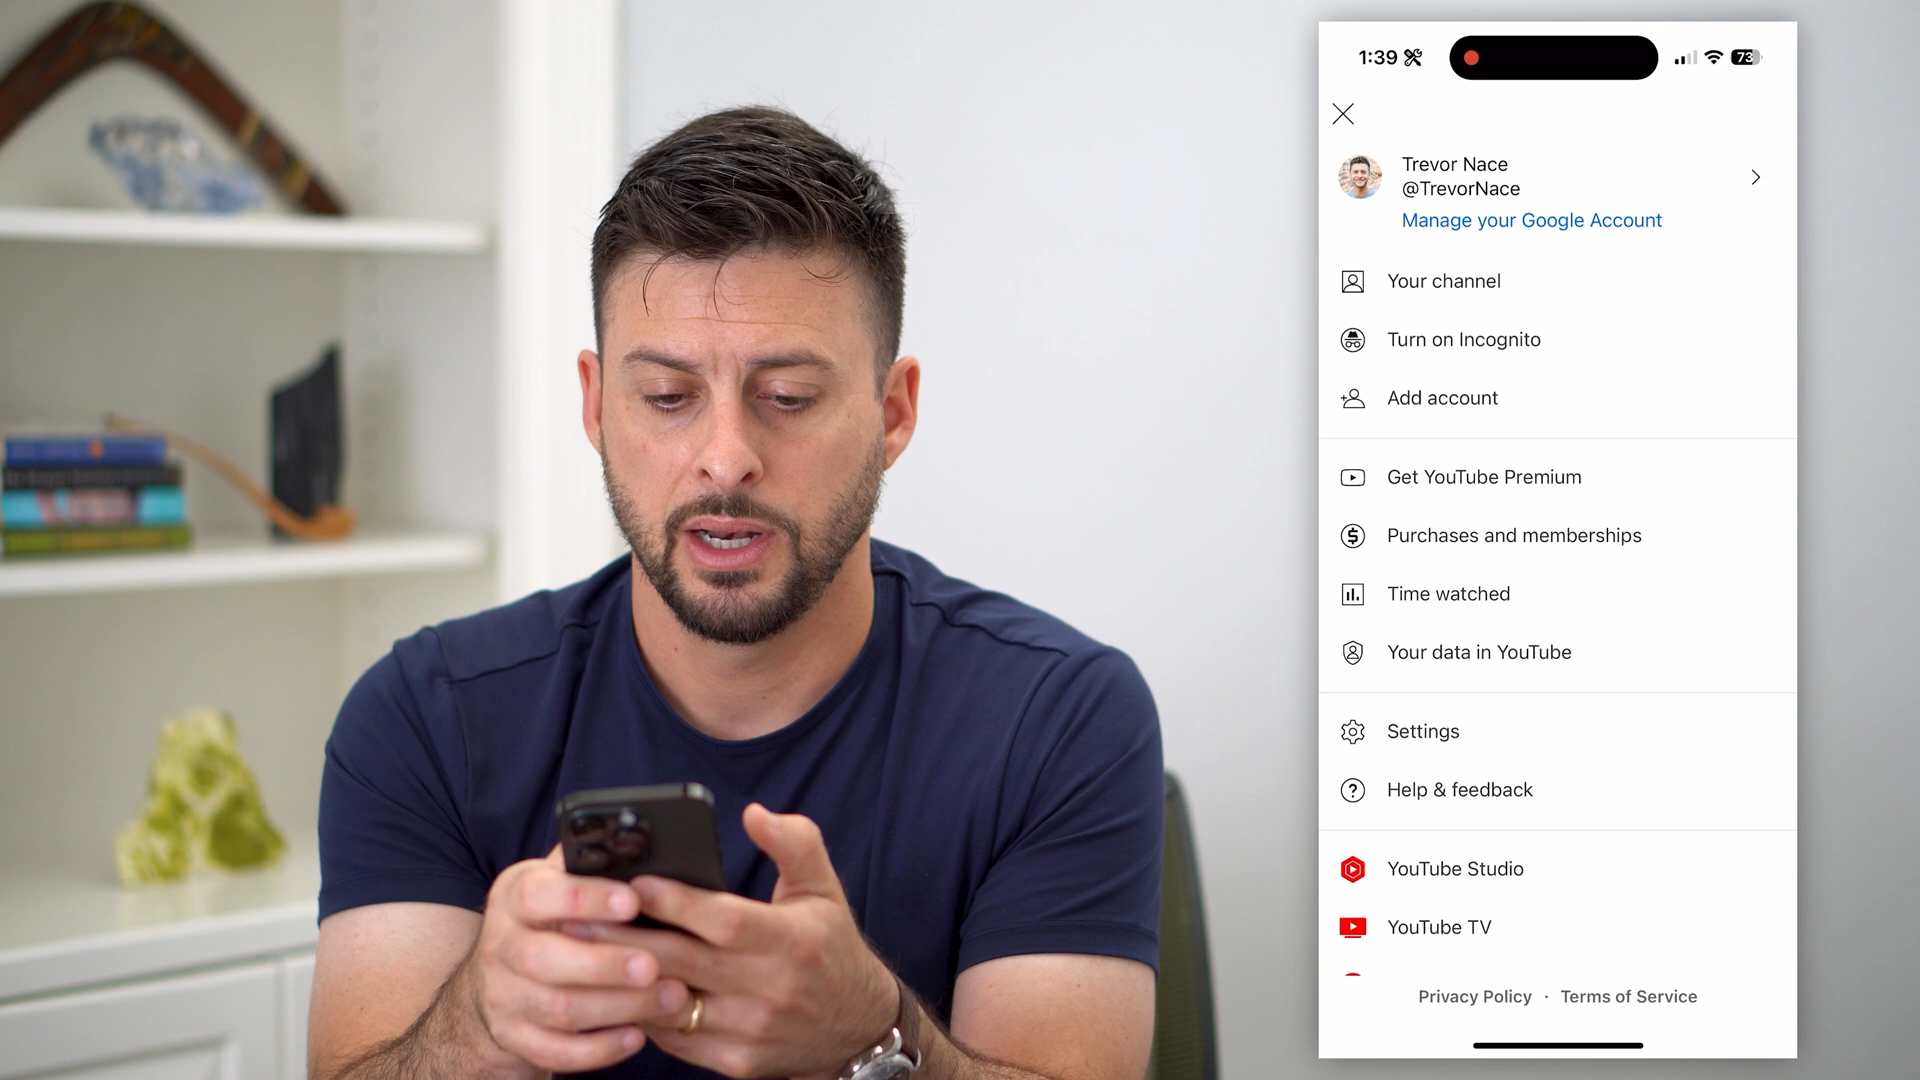 1:39
73
Trevor Nace
@TrevorNace
Manage your Google Account
Your channel
Turn on Incognito
Add account
Get YouTube Premium
Purchases and memberships
Time watched
Your data in YouTube
Settings
Help & feedback
YouTube Studio
YouTube TV
Privacy Policy · Terms of Service